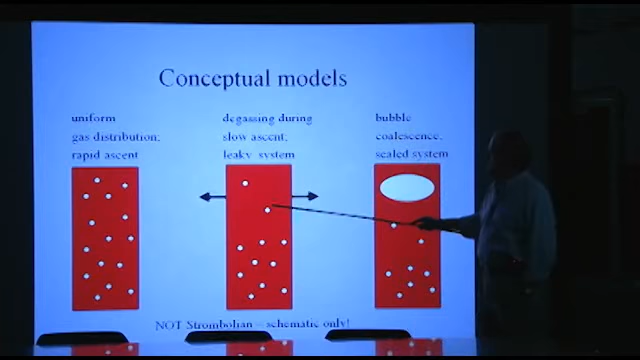 Conceptual models
uniform
gas distribution;
rapid ascent
degassing during
slow ascent;
leaky system
bubble
coalescence;
sealed system
NOT Strombolian – schematic only!